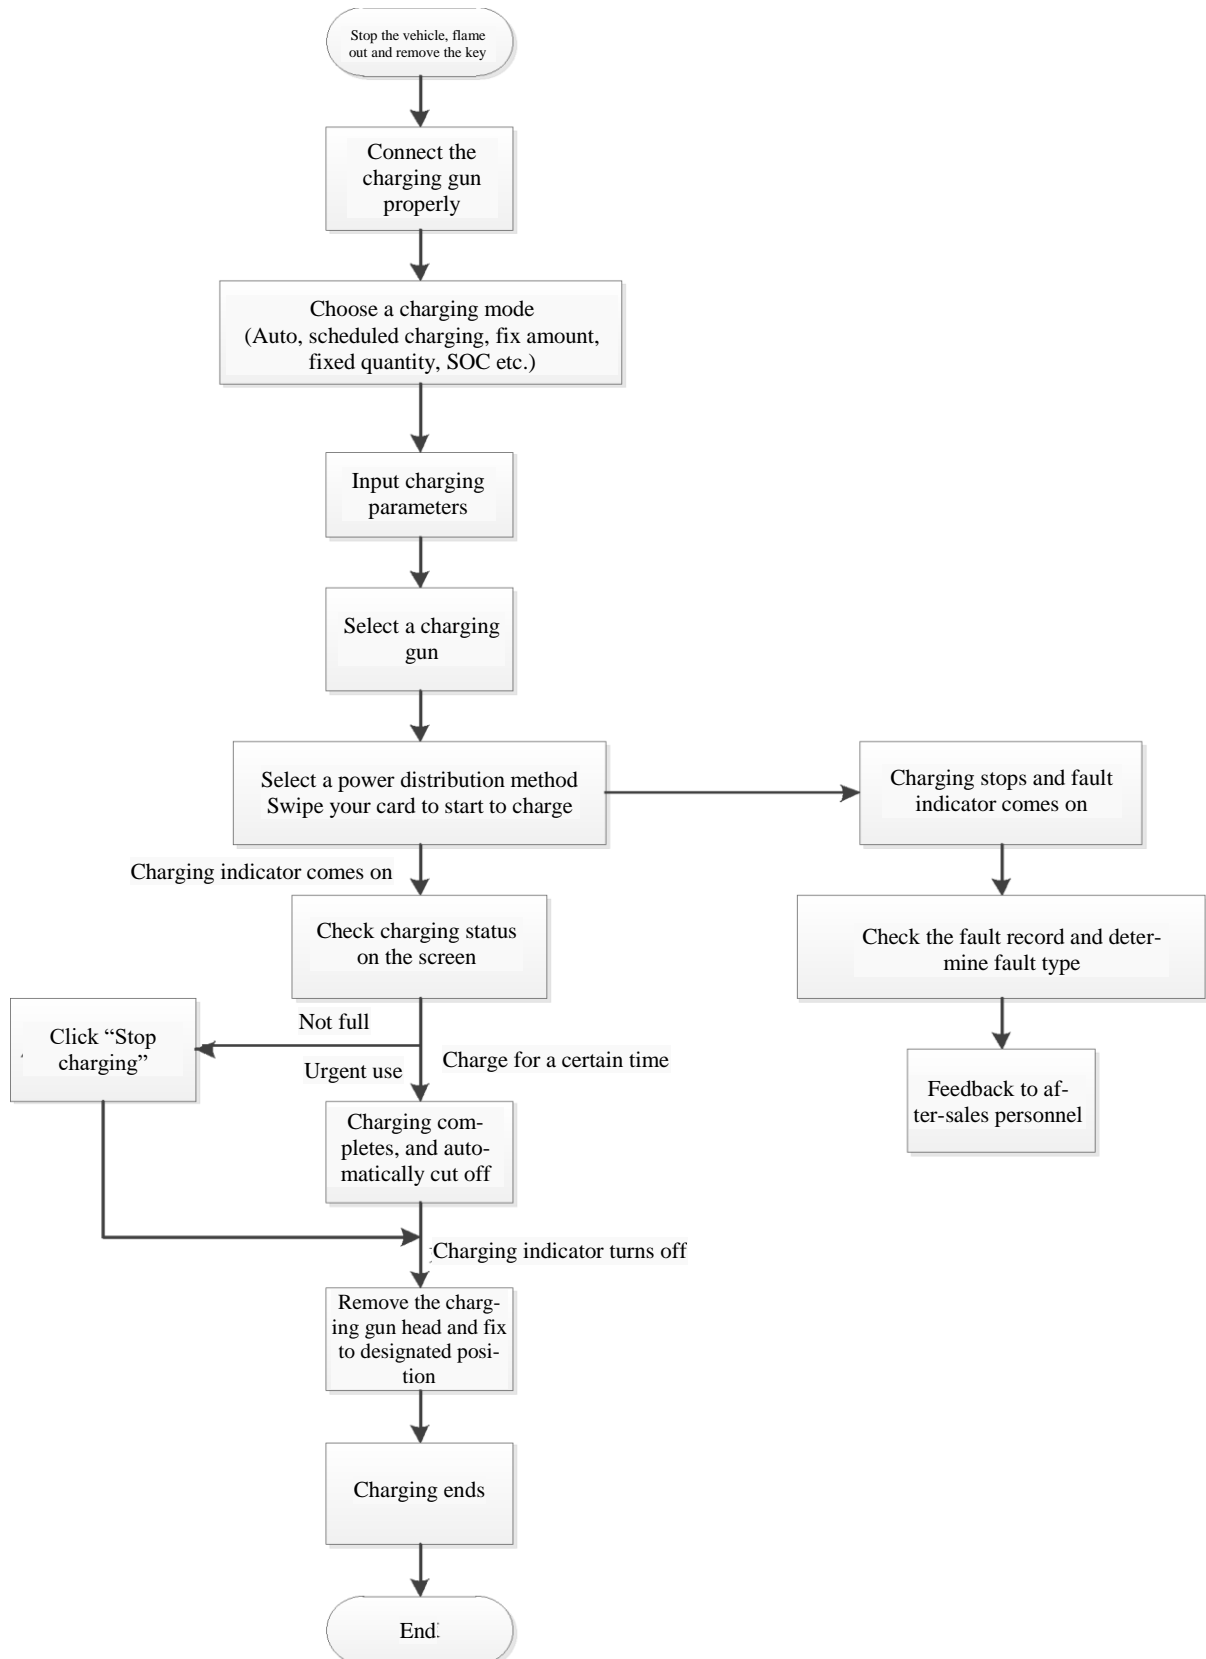 Stop the vehicle, flame
out and remove the key
Connect the
charging gun
properly
Choose a charging mode
(Auto, scheduled charging, fix amount,
fixed quantity, SOC etc.)
Input charging
parameters
Select a charging
gun
Select a power distribution method
Swipe your card to start to charge
Charging stops and fault
indicator comes on
Charging indicator comes on
Check charging status
on the screen
Check the fault record and deter-
mine fault type
Click “Stop
charging”
Not full
Urgent use
Charge for a certain time
Feedback to af-
ter-sales personnel
Charging com-
pletes, and auto-
matically cut off
Charging indicator turns off
Remove the charg-
ing gun head and fix
to designated posi-
tion
Charging ends
End